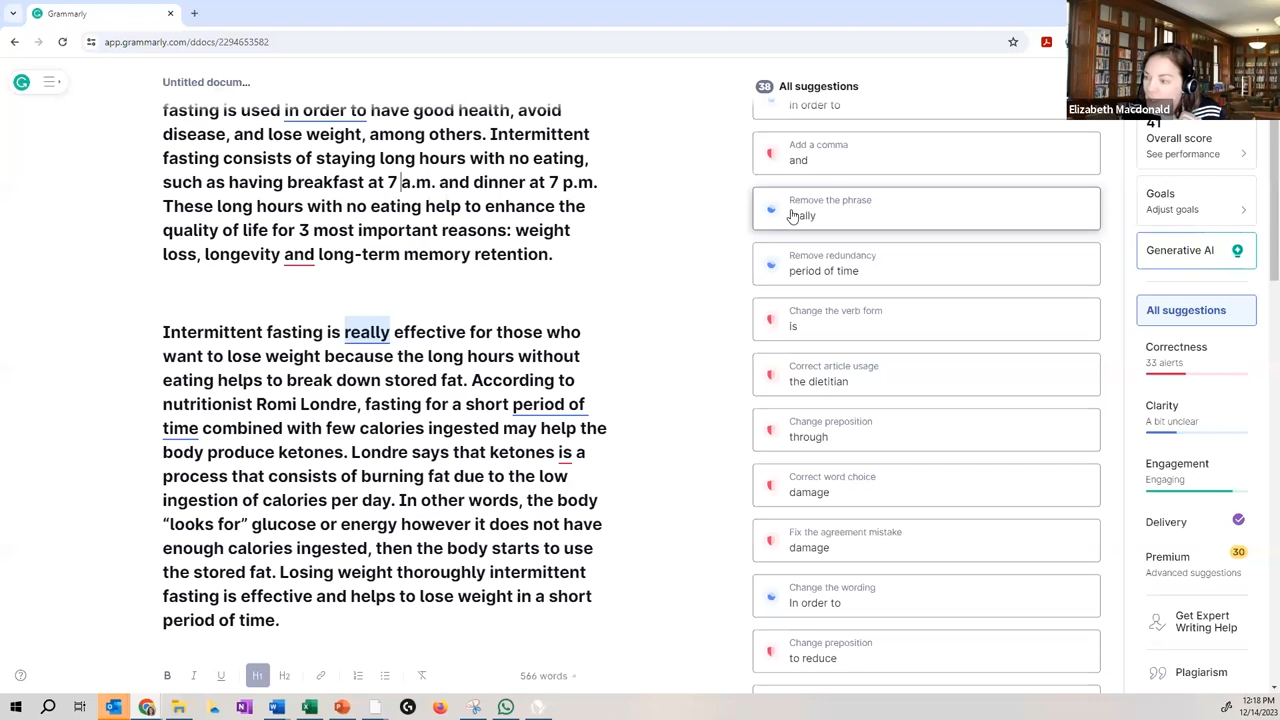 Grammarly
app.grammarly.com/ddocs/2294653582
Elizabeth Macdonald
Untitled docum...
fasting is used in order to have good health, avoid
disease, and lose weight, among others. Intermittent
fasting consists of staying long hours with no eating,
such as having breakfast at 7 a.m. and dinner at 7 p.m.
These long hours with no eating help to enhance the
quality of life for 3 most important reasons: weight
loss, longevity and long-term memory retention.
Intermittent fasting is really effective for those who
want to lose weight because the long hours without
eating helps to break down stored fat. According to
nutritionist Romi Londre, fasting for a short period of
time combined with few calories ingested may help the
body produce ketones. Londre says that ketones is a
process that consists of burning fat due to the low
ingestion of calories per day. In other words, the body
“looks for” glucose or energy however it does not have
enough calories ingested, then the body starts to use
the stored fat. Losing weight thoroughly intermittent
fasting is effective and helps to lose weight in a short
period of time.
B I U H1 H2
566 words
38 All suggestions
in order to
Add a comma
and
Remove the phrase
Remove redundancy
period of time
Change the verb form
is
Correct article usage
the dietitian
Change preposition
through
Correct word choice
damage
Fix the agreement mistake
damage
Change the wording
In order to
Change preposition
to reduce
41
Overall score
See performance
Goals
Adjust goals
Generative AI
All suggestions
Correctness
33 alerts
Clarity
A bit unclear
Engagement
Engaging
Delivery
Premium 30
Advanced suggestions
Get Expert
Writing Help
Plagiarism
12:18 PM
12/14/2023